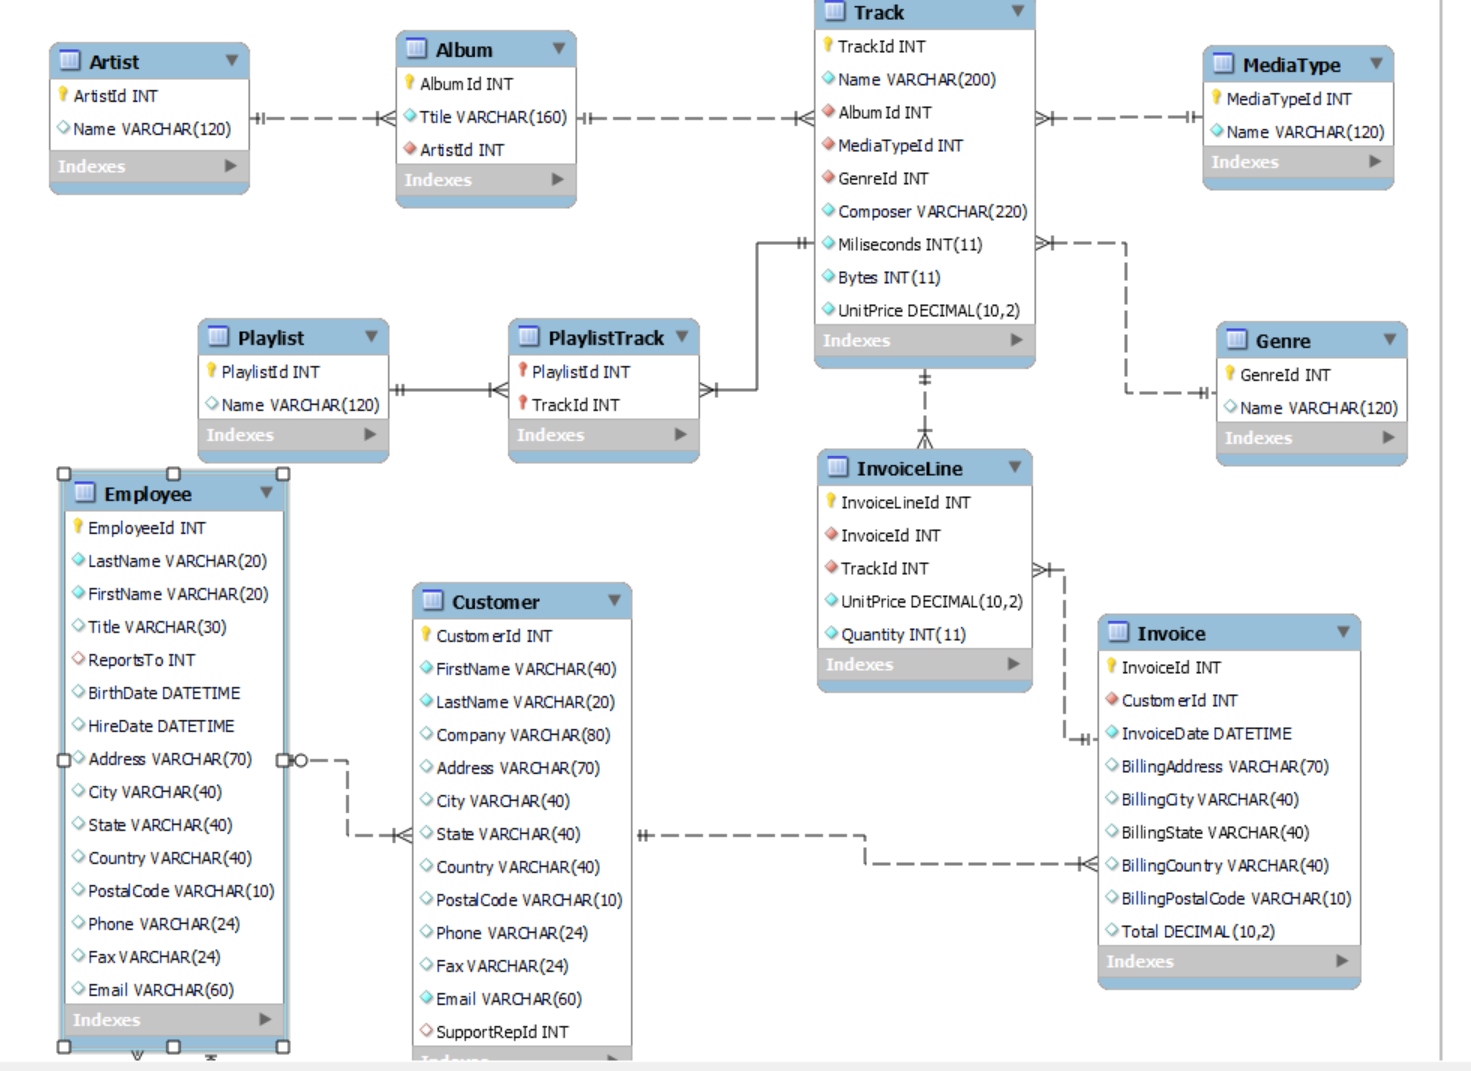 Artist
ArtistId INT
Name VARCHAR(120)
Indexes
Album
AlbumId INT
Ttile VARCHAR(160)
ArtistId INT
Indexes
Track
TrackId INT
Name VARCHAR(200)
AlbumId INT
MediaTypeId INT
GenreId INT
Composer VARCHAR(220)
Miliseconds INT(11)
Bytes INT(11)
UnitPrice DECIMAL(10,2)
Indexes
MediaType
MediaTypeId INT
Name VARCHAR(120)
Indexes
Playlist
PlaylistId INT
Name VARCHAR(120)
Indexes
PlaylistTrack
PlaylistId INT
TrackId INT
Indexes
Genre
GenreId INT
Name VARCHAR(120)
Indexes
Employee
EmployeeId INT
LastName VARCHAR(20)
FirstName VARCHAR(20)
Title VARCHAR(30)
ReportsTo INT
BirthDate DATETIME
HireDate DATETIME
Address VARCHAR(70)
City VARCHAR(40)
State VARCHAR(40)
Country VARCHAR(40)
PostalCode VARCHAR(10)
Phone VARCHAR(24)
Fax VARCHAR(24)
Email VARCHAR(60)
Indexes
Customer
CustomerId INT
FirstName VARCHAR(40)
LastName VARCHAR(20)
Company VARCHAR(80)
Address VARCHAR(70)
City VARCHAR(40)
State VARCHAR(40)
Country VARCHAR(40)
PostalCode VARCHAR(10)
Phone VARCHAR(24)
Fax VARCHAR(24)
Email VARCHAR(60)
SupportRepId INT
Indexes
InvoiceLine
InvoiceLineId INT
InvoiceId INT
TrackId INT
UnitPrice DECIMAL(10,2)
Quantity INT(11)
Indexes
Invoice
InvoiceId INT
CustomerId INT
InvoiceDate DATETIME
BillingAddress VARCHAR(70)
BillingCity VARCHAR(40)
BillingState VARCHAR(40)
BillingCountry VARCHAR(40)
BillingPostalCode VARCHAR(10)
Total DECIMAL(10,2)
Indexes